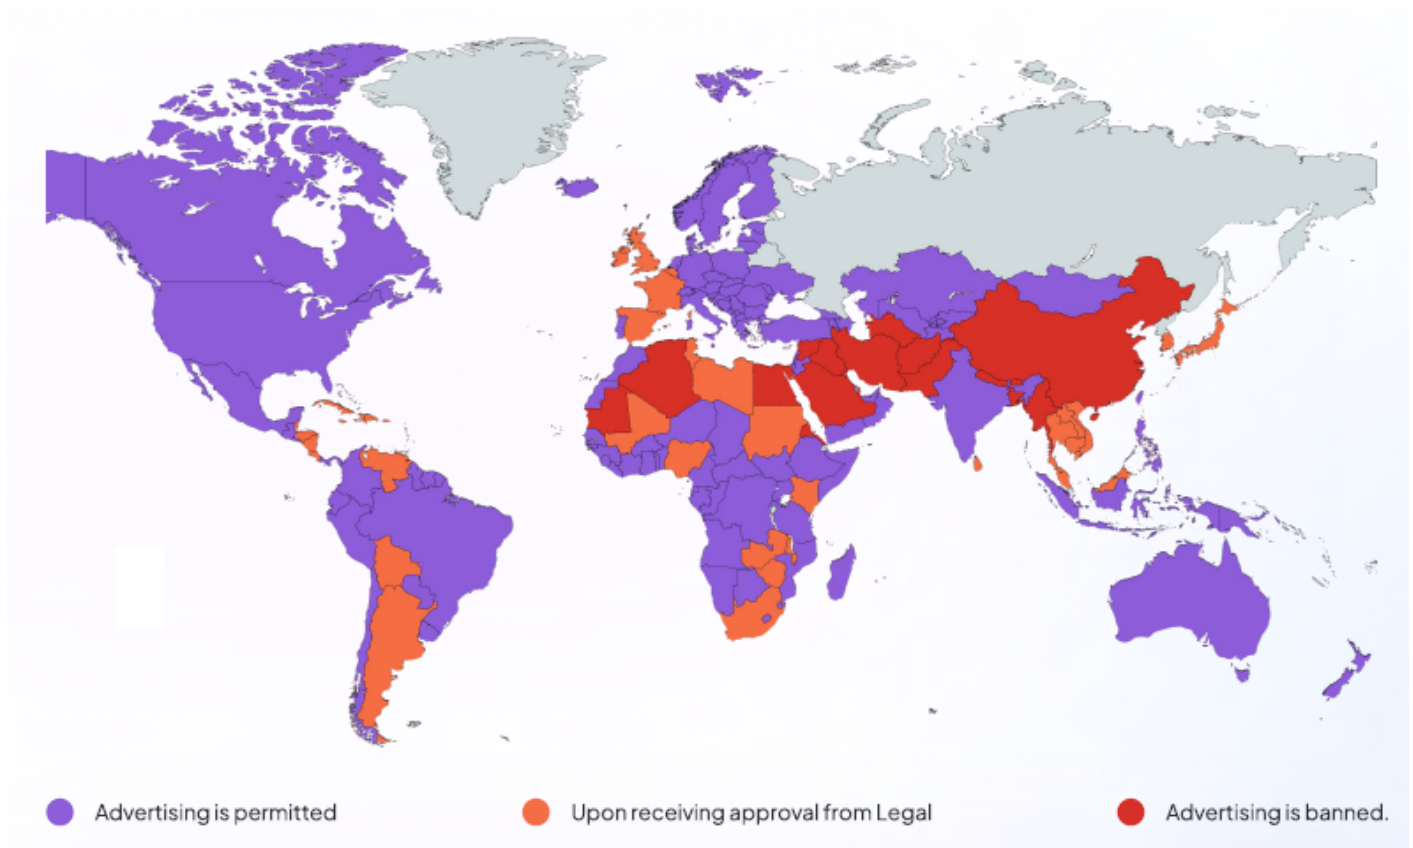 Advertising is permitted
Upon receiving approval from Legal
Advertising is banned.